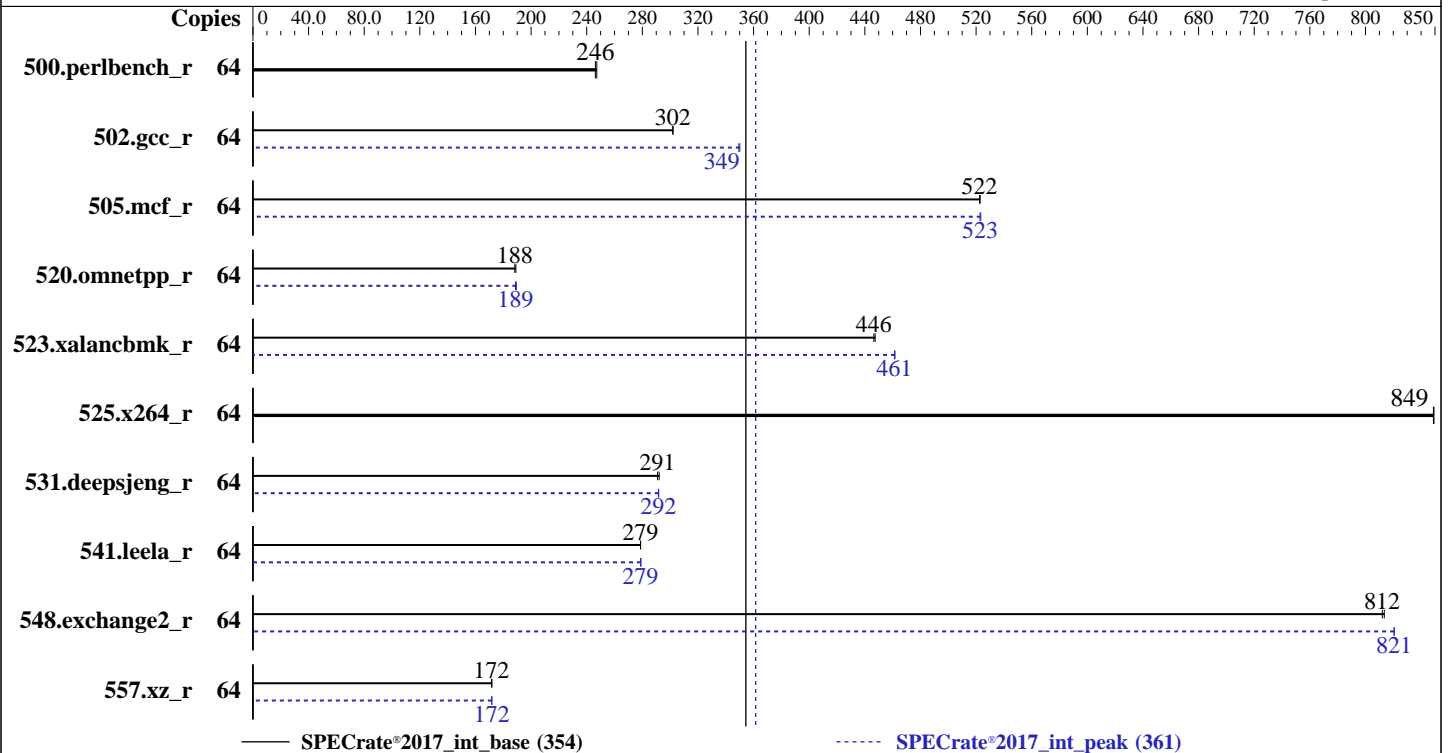 Copies 0 40.0 80.0 120 160 200 240 280 320 360 400 440 480 520 560 600 640 680 720 760 800 850
246
500.perlbench_r 64
302
502.gcc_r 64
349
522
505.mcf_r 64
523
188
520.omnetpp_r 64
189
446
523.xalancbmk_r 64
461
849
525.x264_r 64
291
531.deepsjeng_r 64
292
279
541.leela_r 64
279
812
548.exchange2_r 64
821
172
557.xz_r 64
172
SPECrate®2017_int_base (354) SPECrate®2017_int_peak (361)